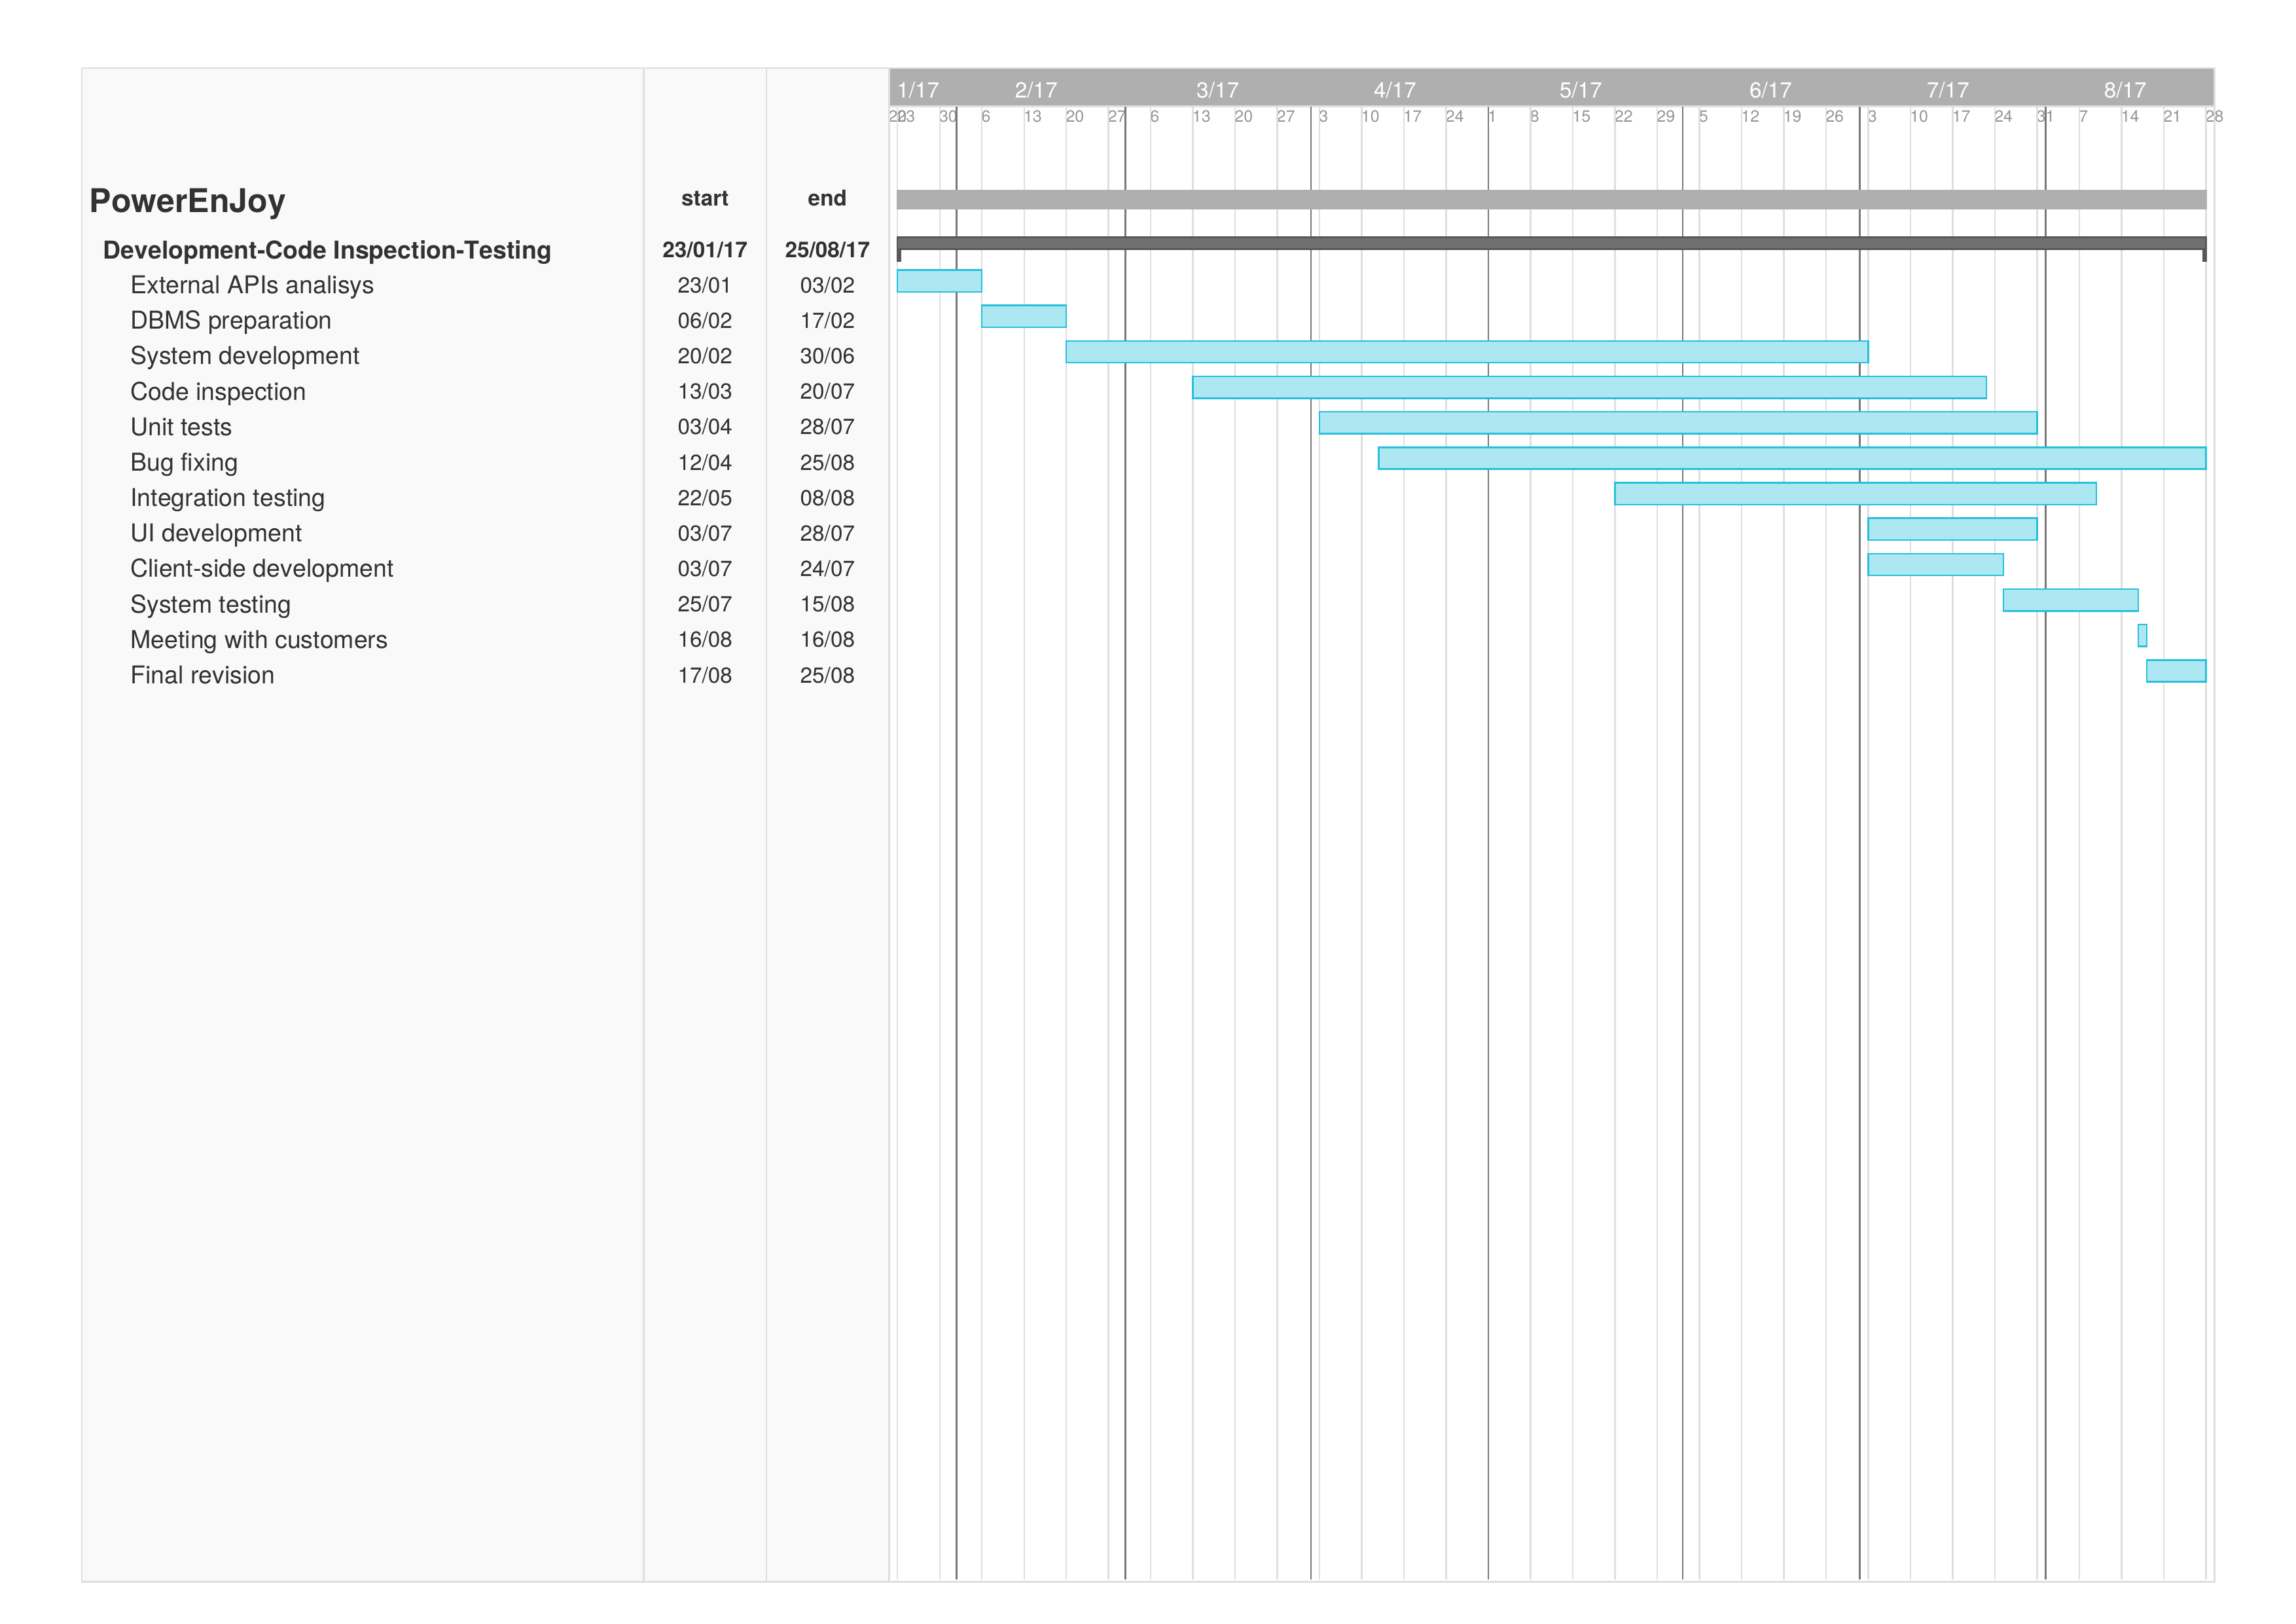 1/17 2/17 3/17 4/17 5/17 6/17 7/17 8/17
20 23 30 6 13 20 27 6 13 20 27 3 10 17 24 1 8 15 22 29 5 12 19 26 3 10 17 24 31 7 14 21 28
PowerEnJoy start end
Development-Code Inspection-Testing 23/01/17 25/08/17
External APIs analisys 23/01 03/02
DBMS preparation 06/02 17/02
System development 20/02 30/06
Code inspection 13/03 20/07
Unit tests 03/04 28/07
Bug fixing 12/04 25/08
Integration testing 22/05 08/08
UI development 03/07 28/07
Client-side development 03/07 24/07
System testing 25/07 15/08
Meeting with customers 16/08 16/08
Final revision 17/08 25/08